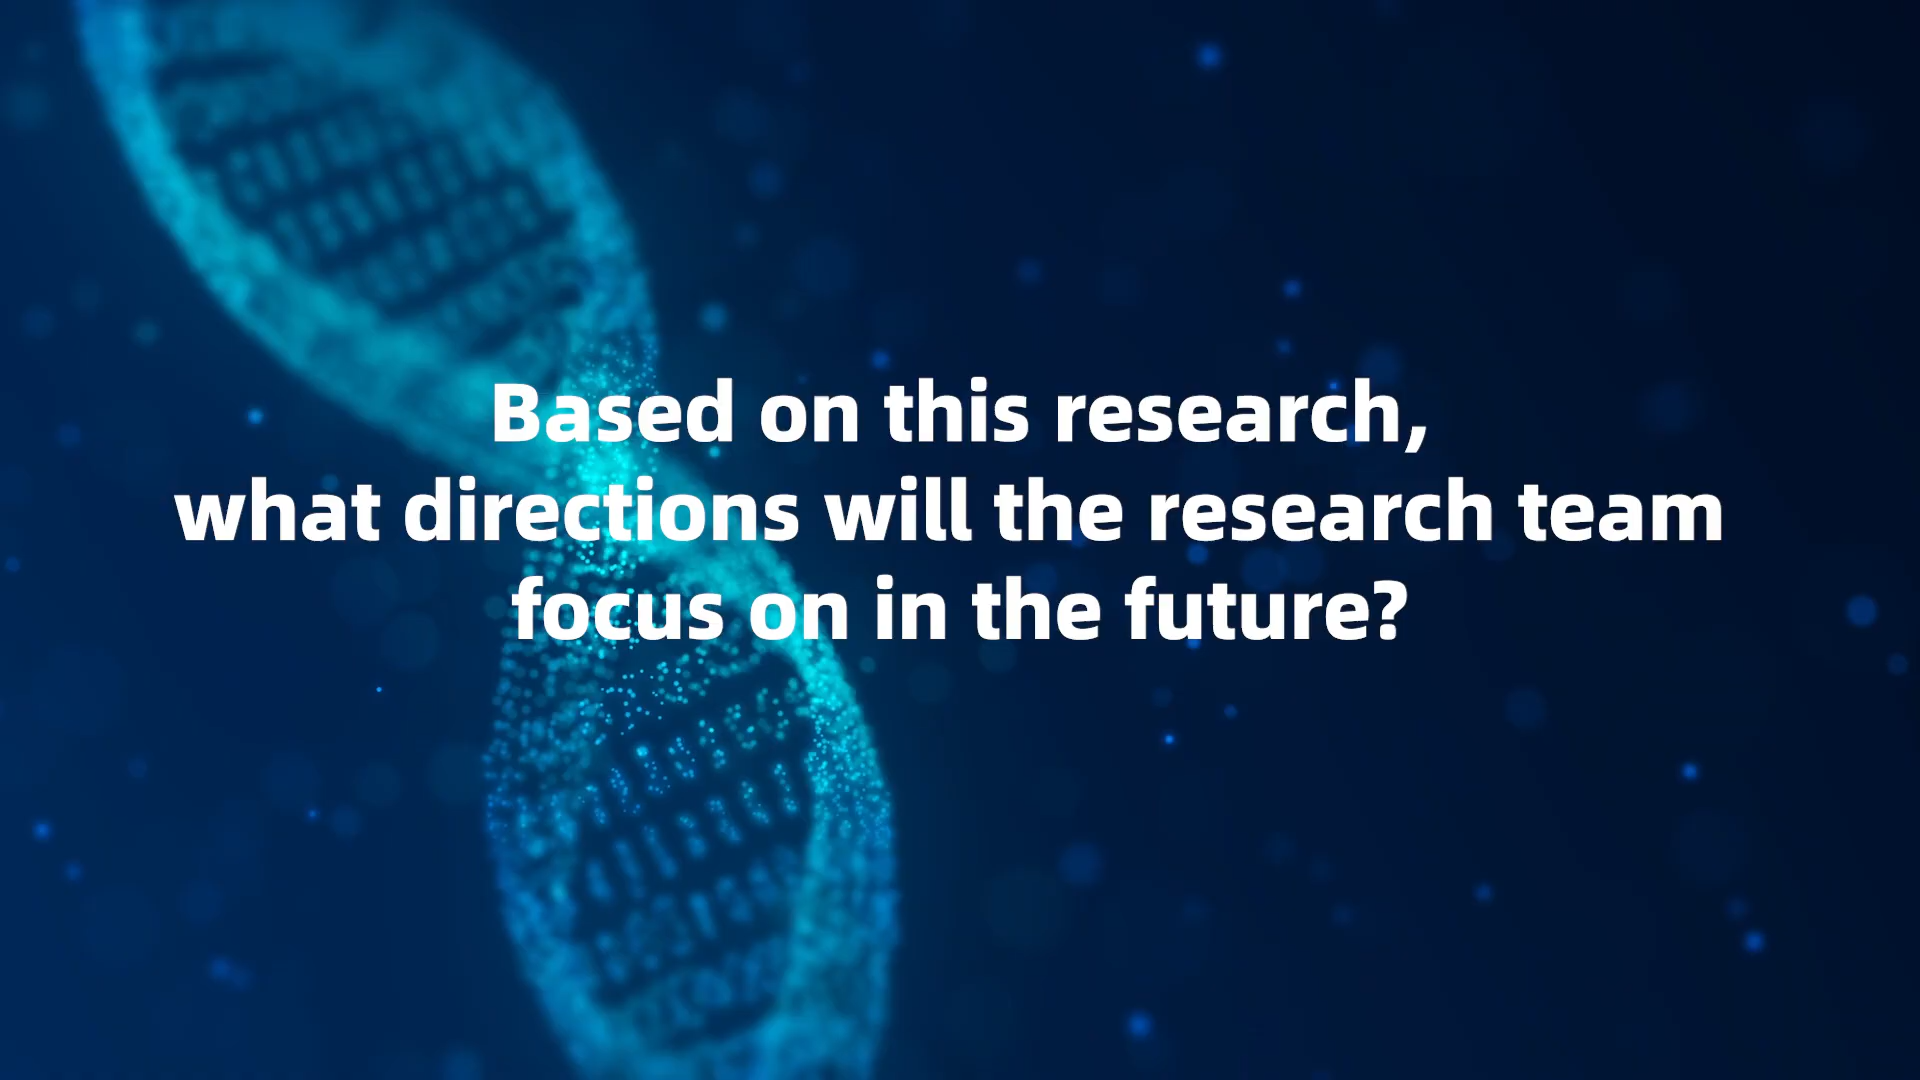 Based on this research,
what directions will the research team
focus on in the future?